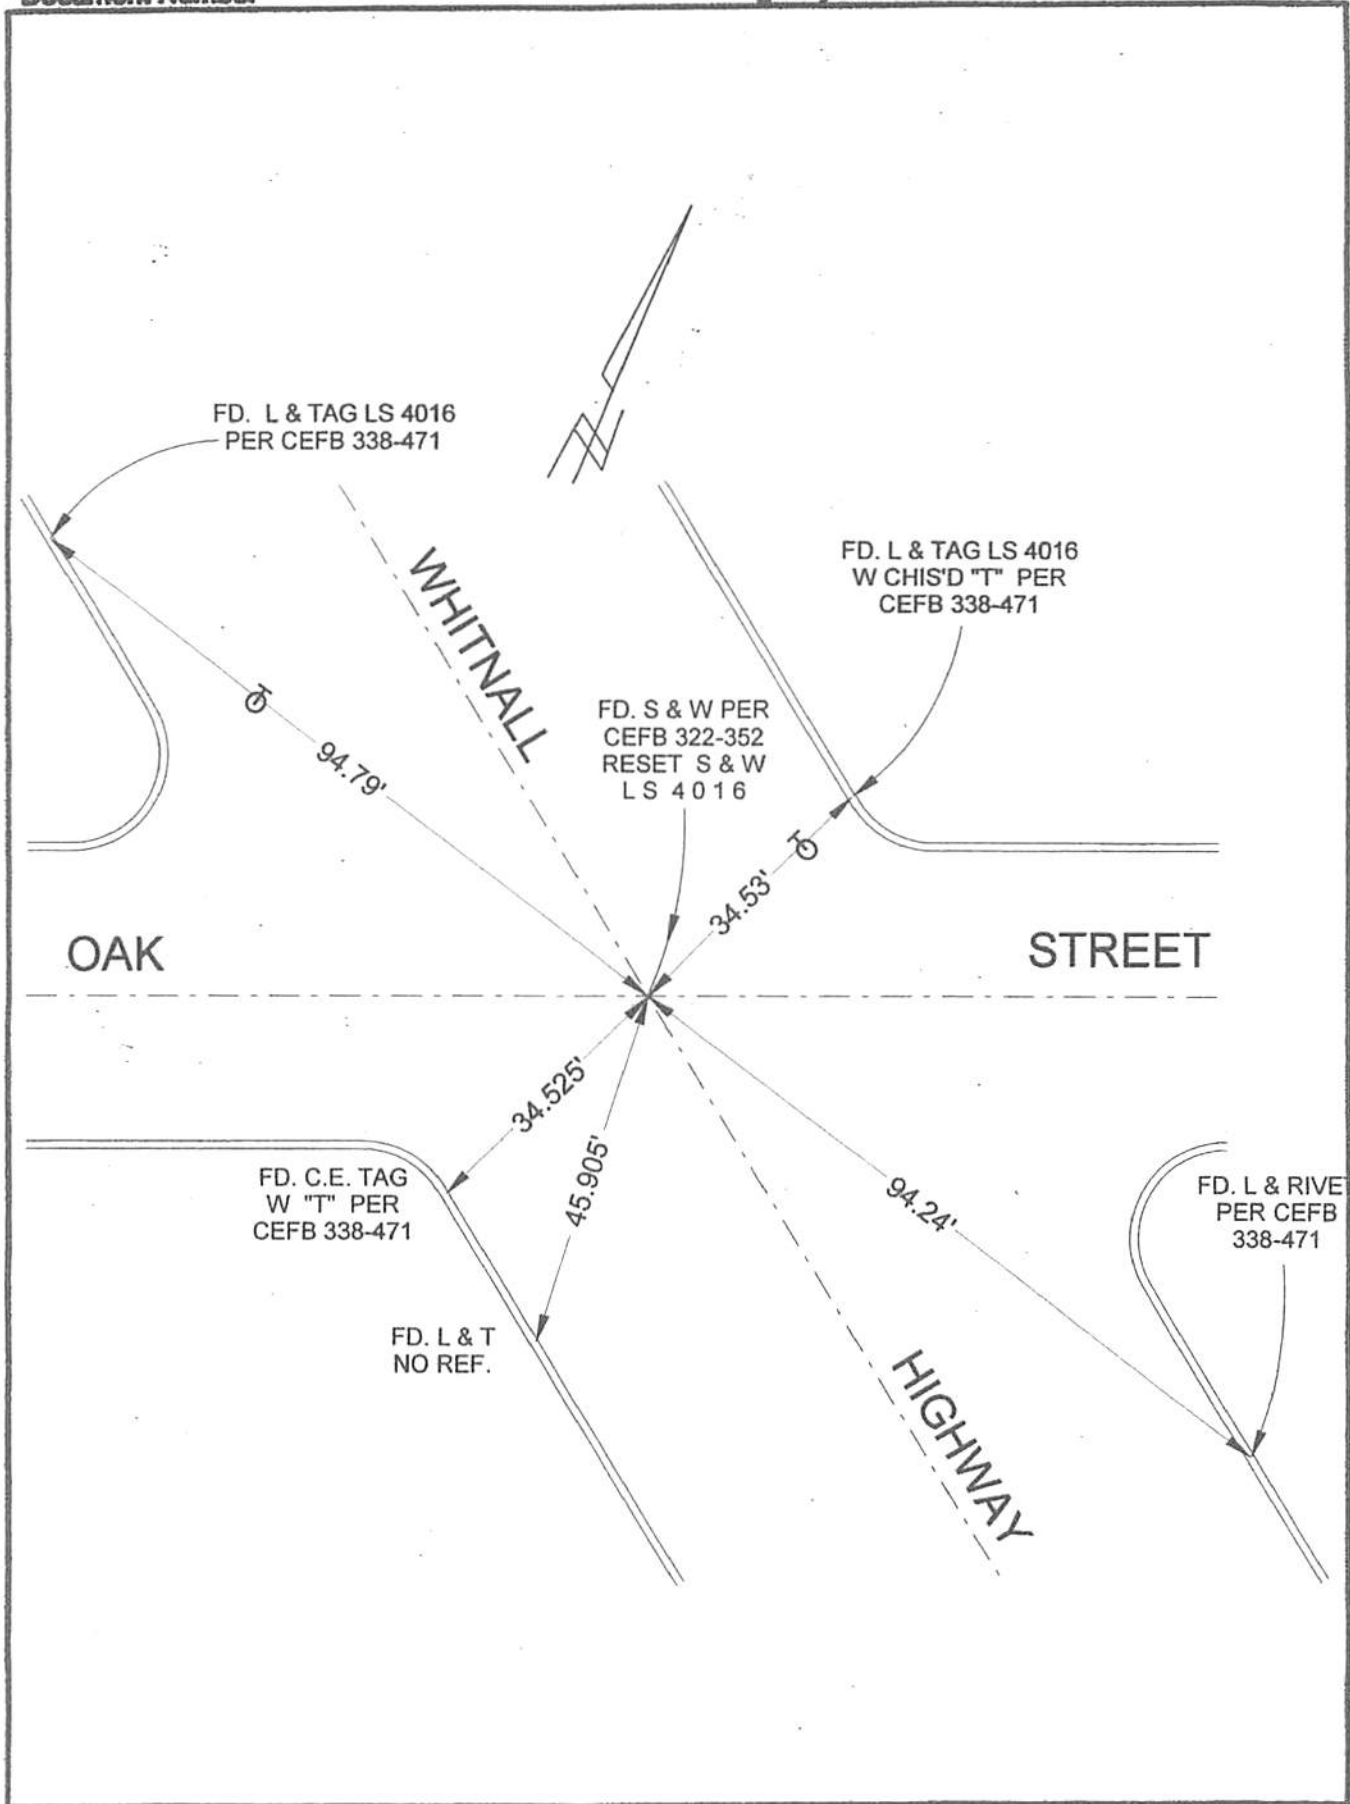 FD. L & TAG LS 4016
PER CEFB 338-471
WHITNALL
FD. L & TAG LS 4016
W CHIS'D "T" PER
CEFB 338-471
FD. S & W PER
CEFB 322-352
RESET S & W
LS 4016
94.79'
34.53'
OAK
STREET
34.525'
45.905'
94.24'
FD. C.E. TAG
W "T" PER
CEFB 338-471
FD. L & RIVE
PER CEFB
338-471
FD. L & T
NO REF.
HIGHWAY